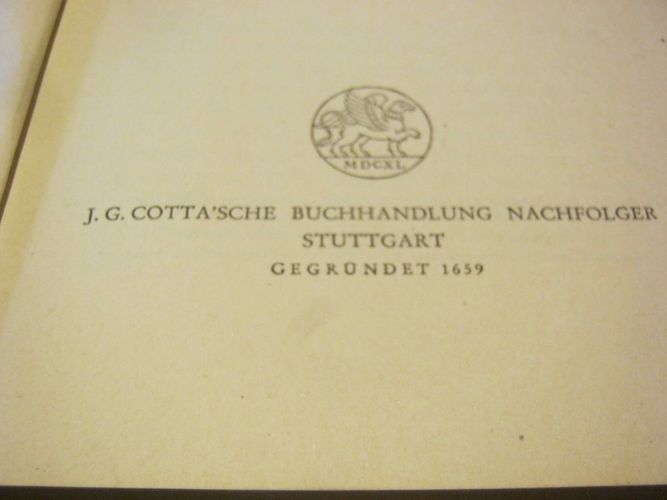 MDCXL
J. G. COTTA'SCHE BUCHHANDLUNG NACHFOLGER
STUTTGART
GEGRÜNDET 1659